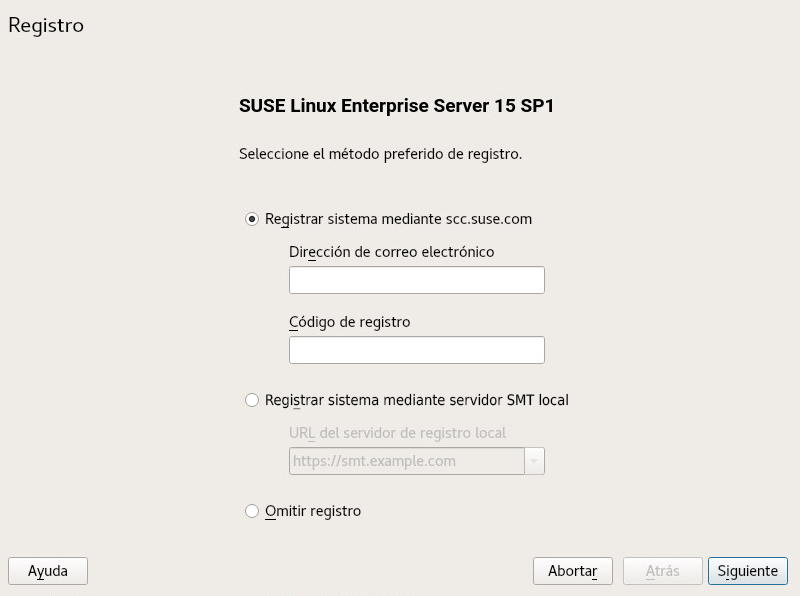 Registro
SUSE Linux Enterprise Server 15 SP1
Seleccione el método preferido de registro.
Registrar sistema mediante scc.suse.com
Dirección de correo electrónico
Código de registro
Registrar sistema mediante servidor SMT local
URL del servidor de registro local
https://smt.example.com
Omitir registro
Ayuda
Abortar
Atrás
Siguiente